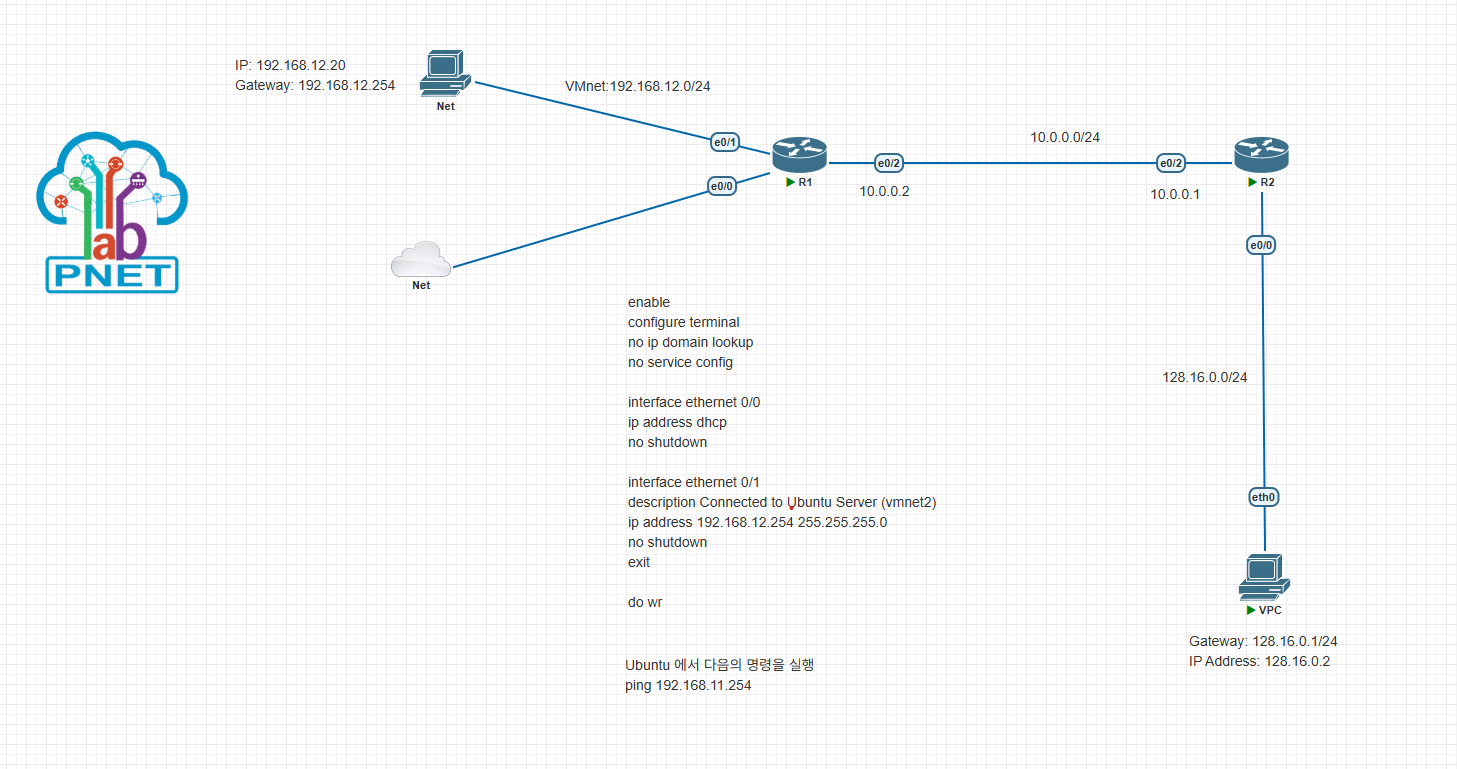 IP: 192.168.12.20
Gateway: 192.168.12.254
Net
VMnet:192.168.12.0/24
e0/1
e0/0
R1
e0/2
10.0.0.2
10.0.0.0/24
e0/2
10.0.0.1
R2
e0/0
lab
PNET
Net
enable
configure terminal
no ip domain lookup
no service config
interface ethernet 0/0
ip address dhcp
no shutdown
interface ethernet 0/1
description Connected to Ubuntu Server (vmnet2)
ip address 192.168.12.254 255.255.255.0
no shutdown
exit
do wr
Ubuntu 에서 다음의 명령을 실행
ping 192.168.11.254
128.16.0.0/24
eth0
VPC
Gateway: 128.16.0.1/24
IP Address: 128.16.0.2